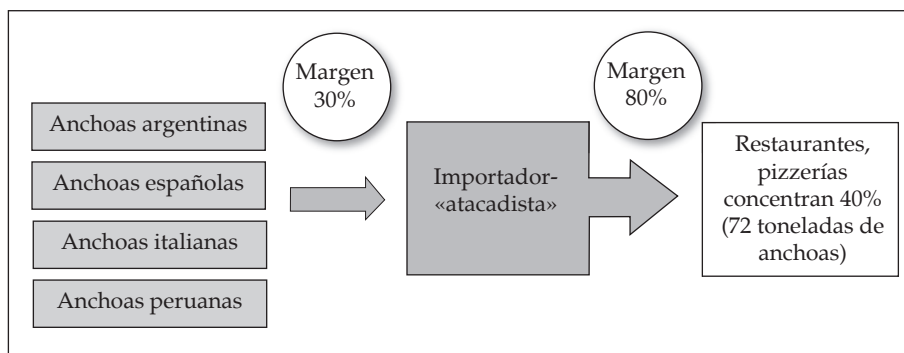 Margen
30%
Margen
80%
Anchoas argentinas
Anchoas españolas
Anchoas italianas
Anchoas peruanas
Importador-
«atacadista»
Restaurantes,
pizzerías
concentran 40%
(72 toneladas de
anchoas)